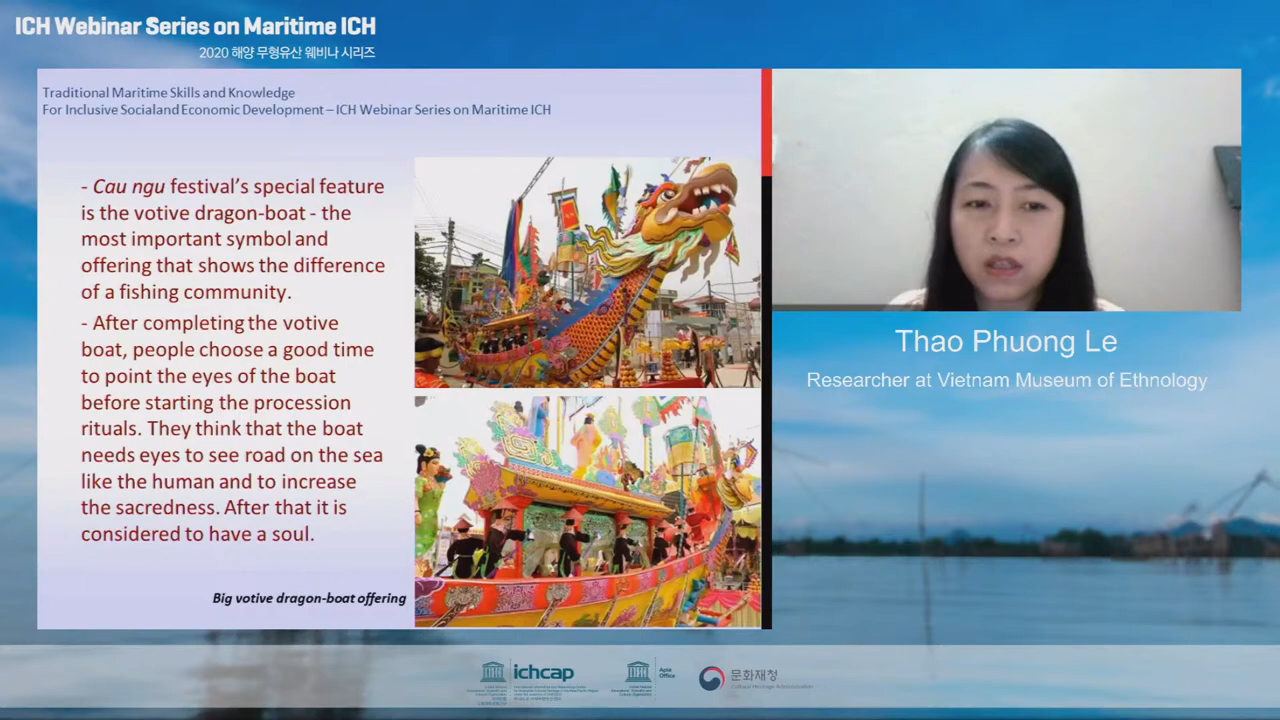 ICH Webinar Series on Maritime ICH
2020 해양 무형유산 웨비나 시리즈
Traditional Maritime Skills and Knowledge
For Inclusive Socialand Economic Development – ICH Webinar Series on Maritime ICH
- Cau ngu festival's special feature
is the votive dragon-boat - the
most important symbol and
offering that shows the difference
of a fishing community.
- After completing the votive
boat, people choose a good time
to point the eyes of the boat
before starting the procession
rituals. They think that the boat
needs eyes to see road on the sea
like the human and to increase
the sacredness. After that it is
considered to have a soul.
Big votive dragon-boat offering
Thao Phuong Le
Researcher at Vietnam Museum of Ethnology
ichcap
Apia
Office
문화재청
Cultural Heritage Administration